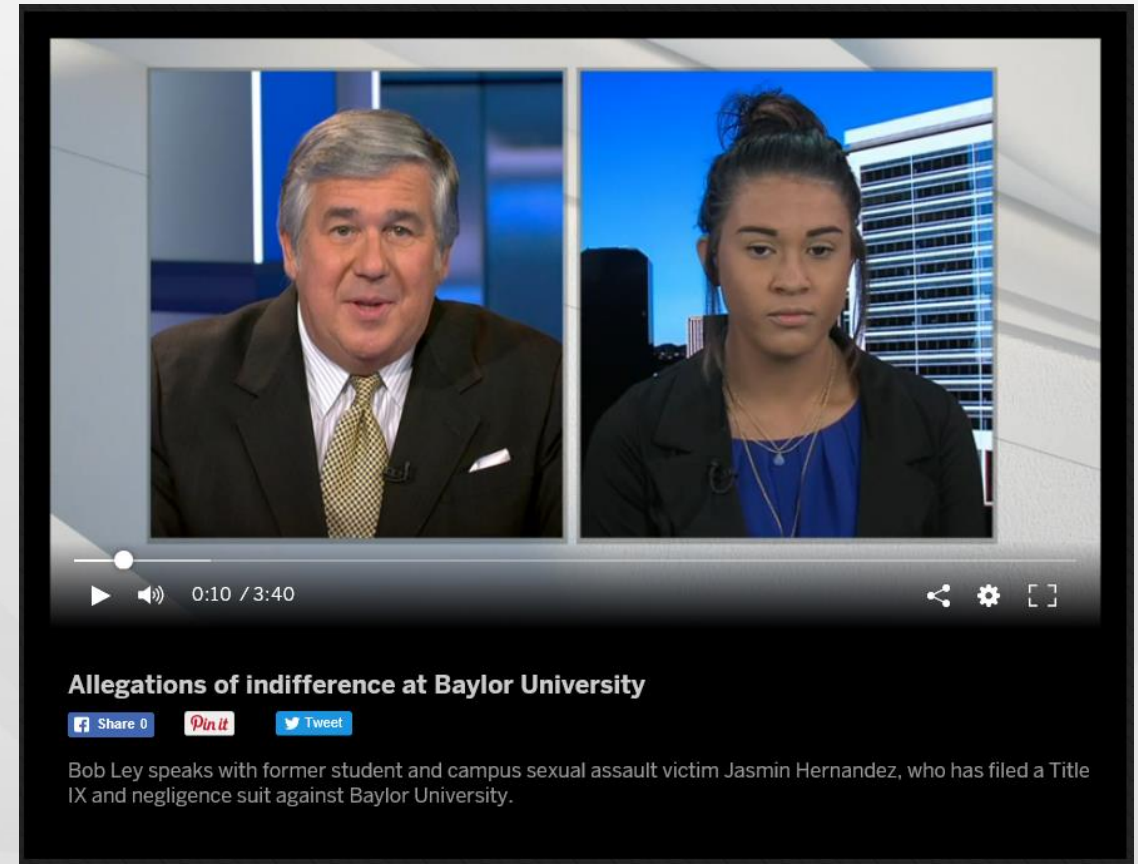 0:10 / 3:40
Allegations of indifference at Baylor University
Share 0
Pin it
Tweet
Bob Ley speaks with former student and campus sexual assault victim Jasmin Hernandez, who has filed a Title
IX and negligence suit against Baylor University.